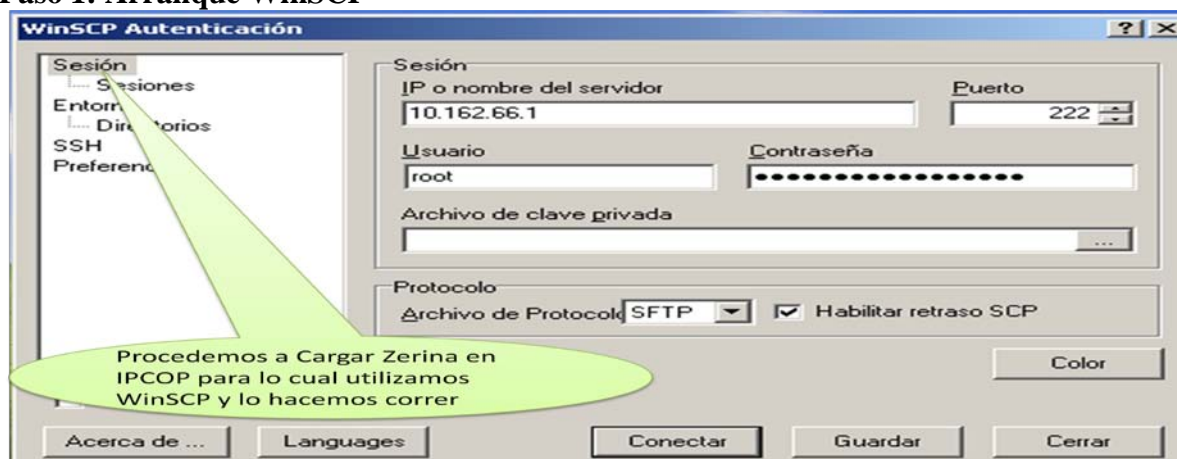 Paso 1: Arranque WinSCP
WinSCP Autenticación
Sesión
Sesiones
Directorios
SSH
Sesión
IP o nombre del servidor
Puerto
10.162.66.1
222
Usuario
Contraseña
root
Archivo de clave privada
...
Protocolo
Archivo de Protocol
SFTP
Habilitar retraso SCP
Procedemos a Cargar Zerina en
IPCOP para lo cual utilizamos
WinSCP y lo hacemos correr
Color
Acerca de ...
Languages
Conectar
Guardar
Cerrar